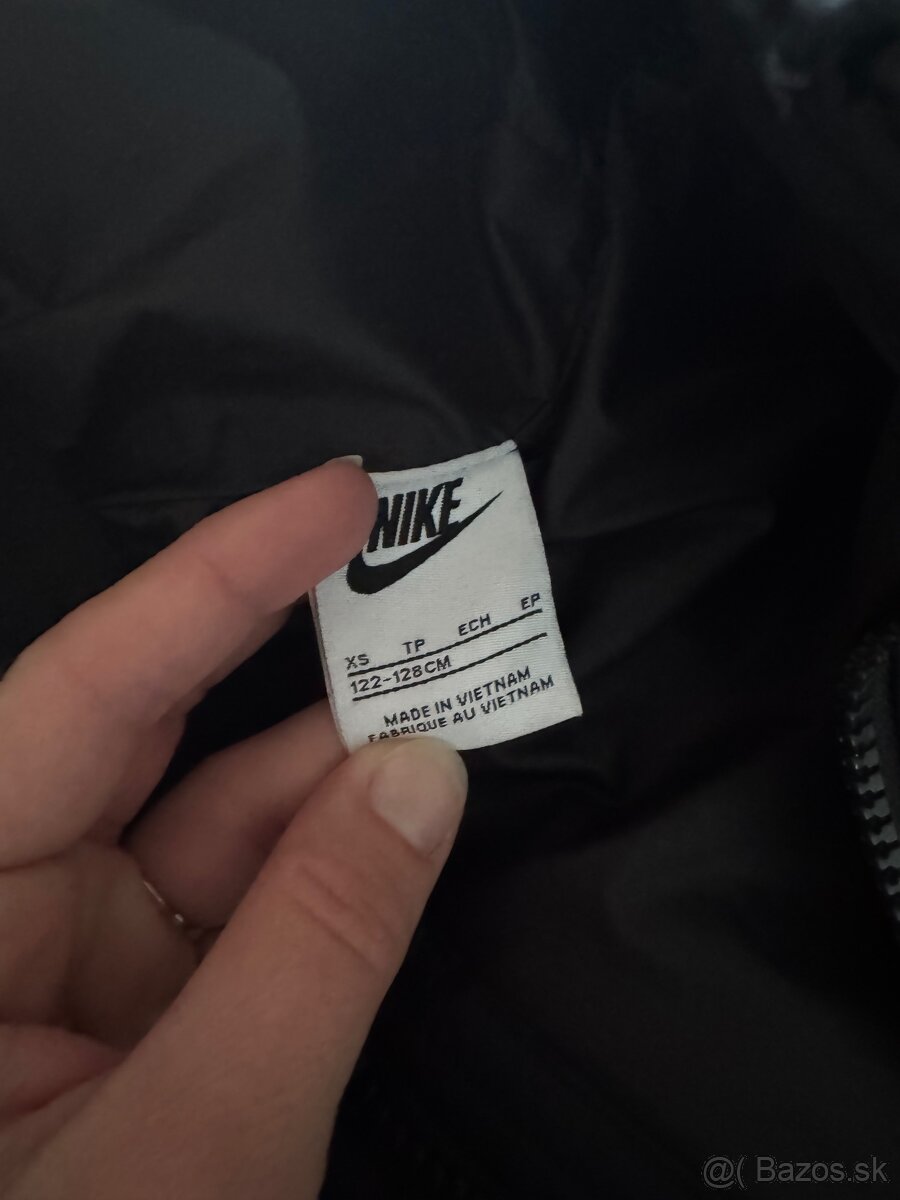 NIKE
XS TP ECH EP
122-128CM
MADE IN VIETNAM
FABRIQUE AU VIETNAM
@( Bazos.sk